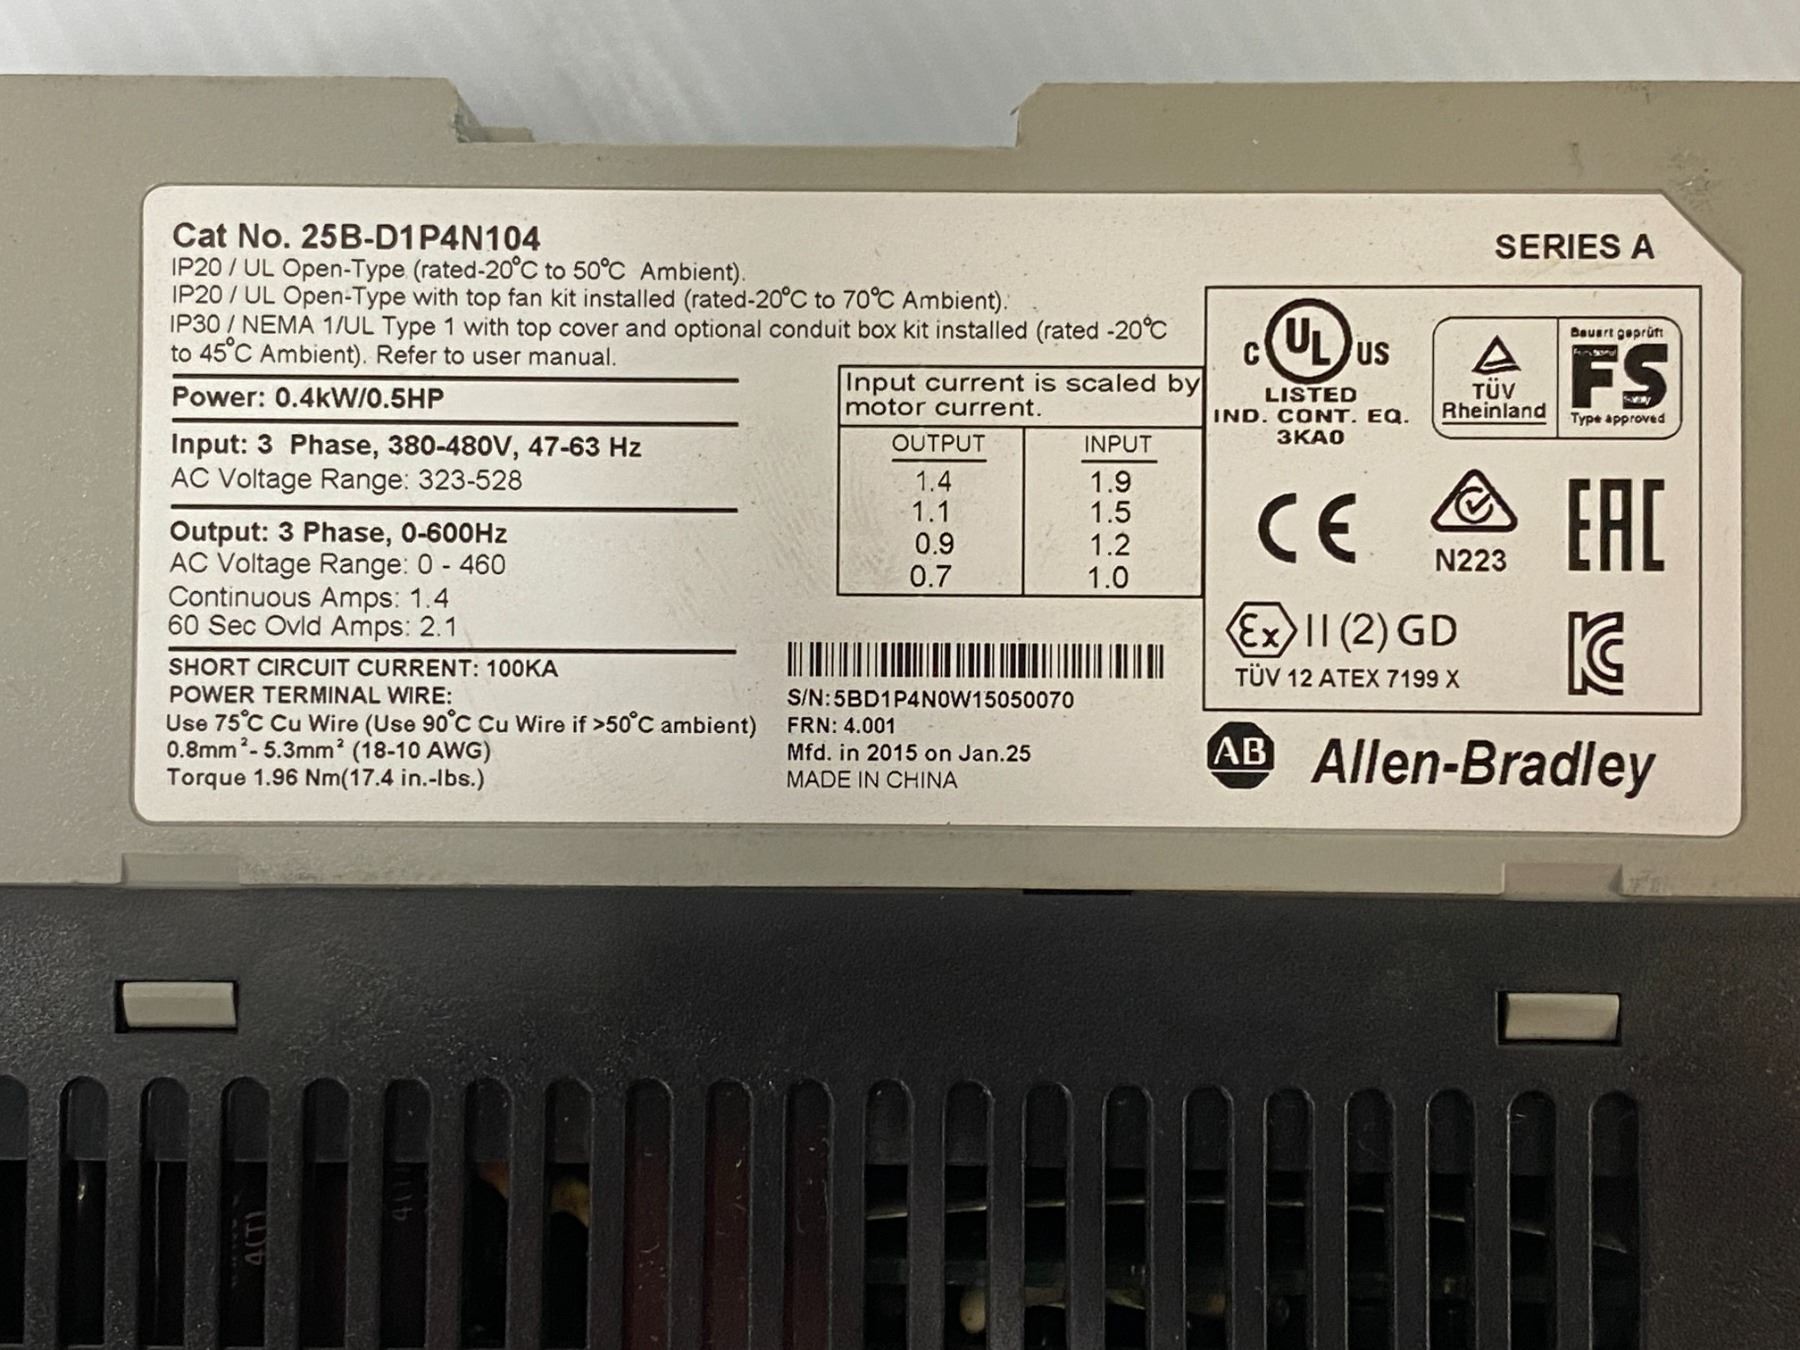 Cat No. 25B-D1P4N104
SERIES A
IP20 / UL Open-Type (rated-20°C to 50°C Ambient).
IP20 / UL Open-Type with top fan kit installed (rated-20°C to 70°C Ambient).
IP30 / NEMA 1/UL Type 1 with top cover and optional conduit box kit installed (rated -20°C
to 45°C Ambient). Refer to user manual.
Power: 0.4kW/0.5HP
Input: 3 Phase, 380-480V, 47-63 Hz
AC Voltage Range: 323-528
Output: 3 Phase, 0-600Hz
AC Voltage Range: 0 - 460
Continuous Amps: 1.4
60 Sec Ovld Amps: 2.1
SHORT CIRCUIT CURRENT: 100KA
POWER TERMINAL WIRE:
Use 75°C Cu Wire (Use 90°C Cu Wire if >50°C ambient)
0.8mm²- 5.3mm² (18-10 AWG)
Torque 1.96 Nm(17.4 in.-lbs.)
Input current is scaled by
motor current.
OUTPUT INPUT
1.4 1.9
1.1 1.5
0.9 1.2
0.7 1.0
S/N: 5BD1P4N0W15050070
FRN: 4.001
Mfd. in 2015 on Jan.25
MADE IN CHINA
C UL US
LISTED
IND. CONT. EQ.
3KA0
TÜV
Rheinland
Bauart geprüft
Functional
FS
Safety
Type approved
CE
N223
EAC
Ex II (2) GD
TÜV 12 ATEX 7199 X
KC
AB Allen-Bradley
4(T)